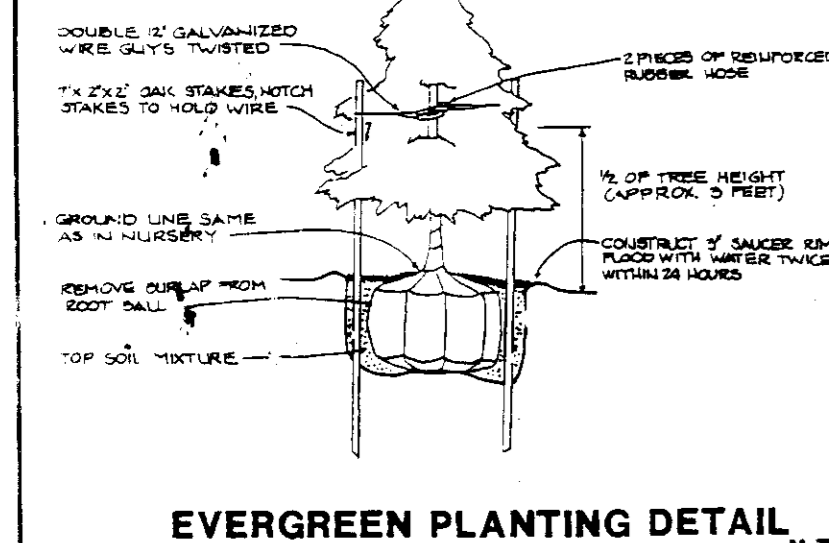 DOUBLE 12' GALVANIZED
WIRE GUYS TWISTED
7'x 2"x2" OAK STAKES, NOTCH
STAKES TO HOLD WIRE
GROUND LINE SAME
AS IN NURSERY
REMOVE BURLAP FROM
ROOT BALL
TOP SOIL MIXTURE
2 PIECES OF REINFORCED
RUBBER HOSE
1/2 OF TREE HEIGHT
(APPROX. 3 FEET)
CONSTRUCT 3" SAUCER RIM
FLOOD WITH WATER TWICE
WITHIN 24 HOURS
EVERGREEN PLANTING DETAIL